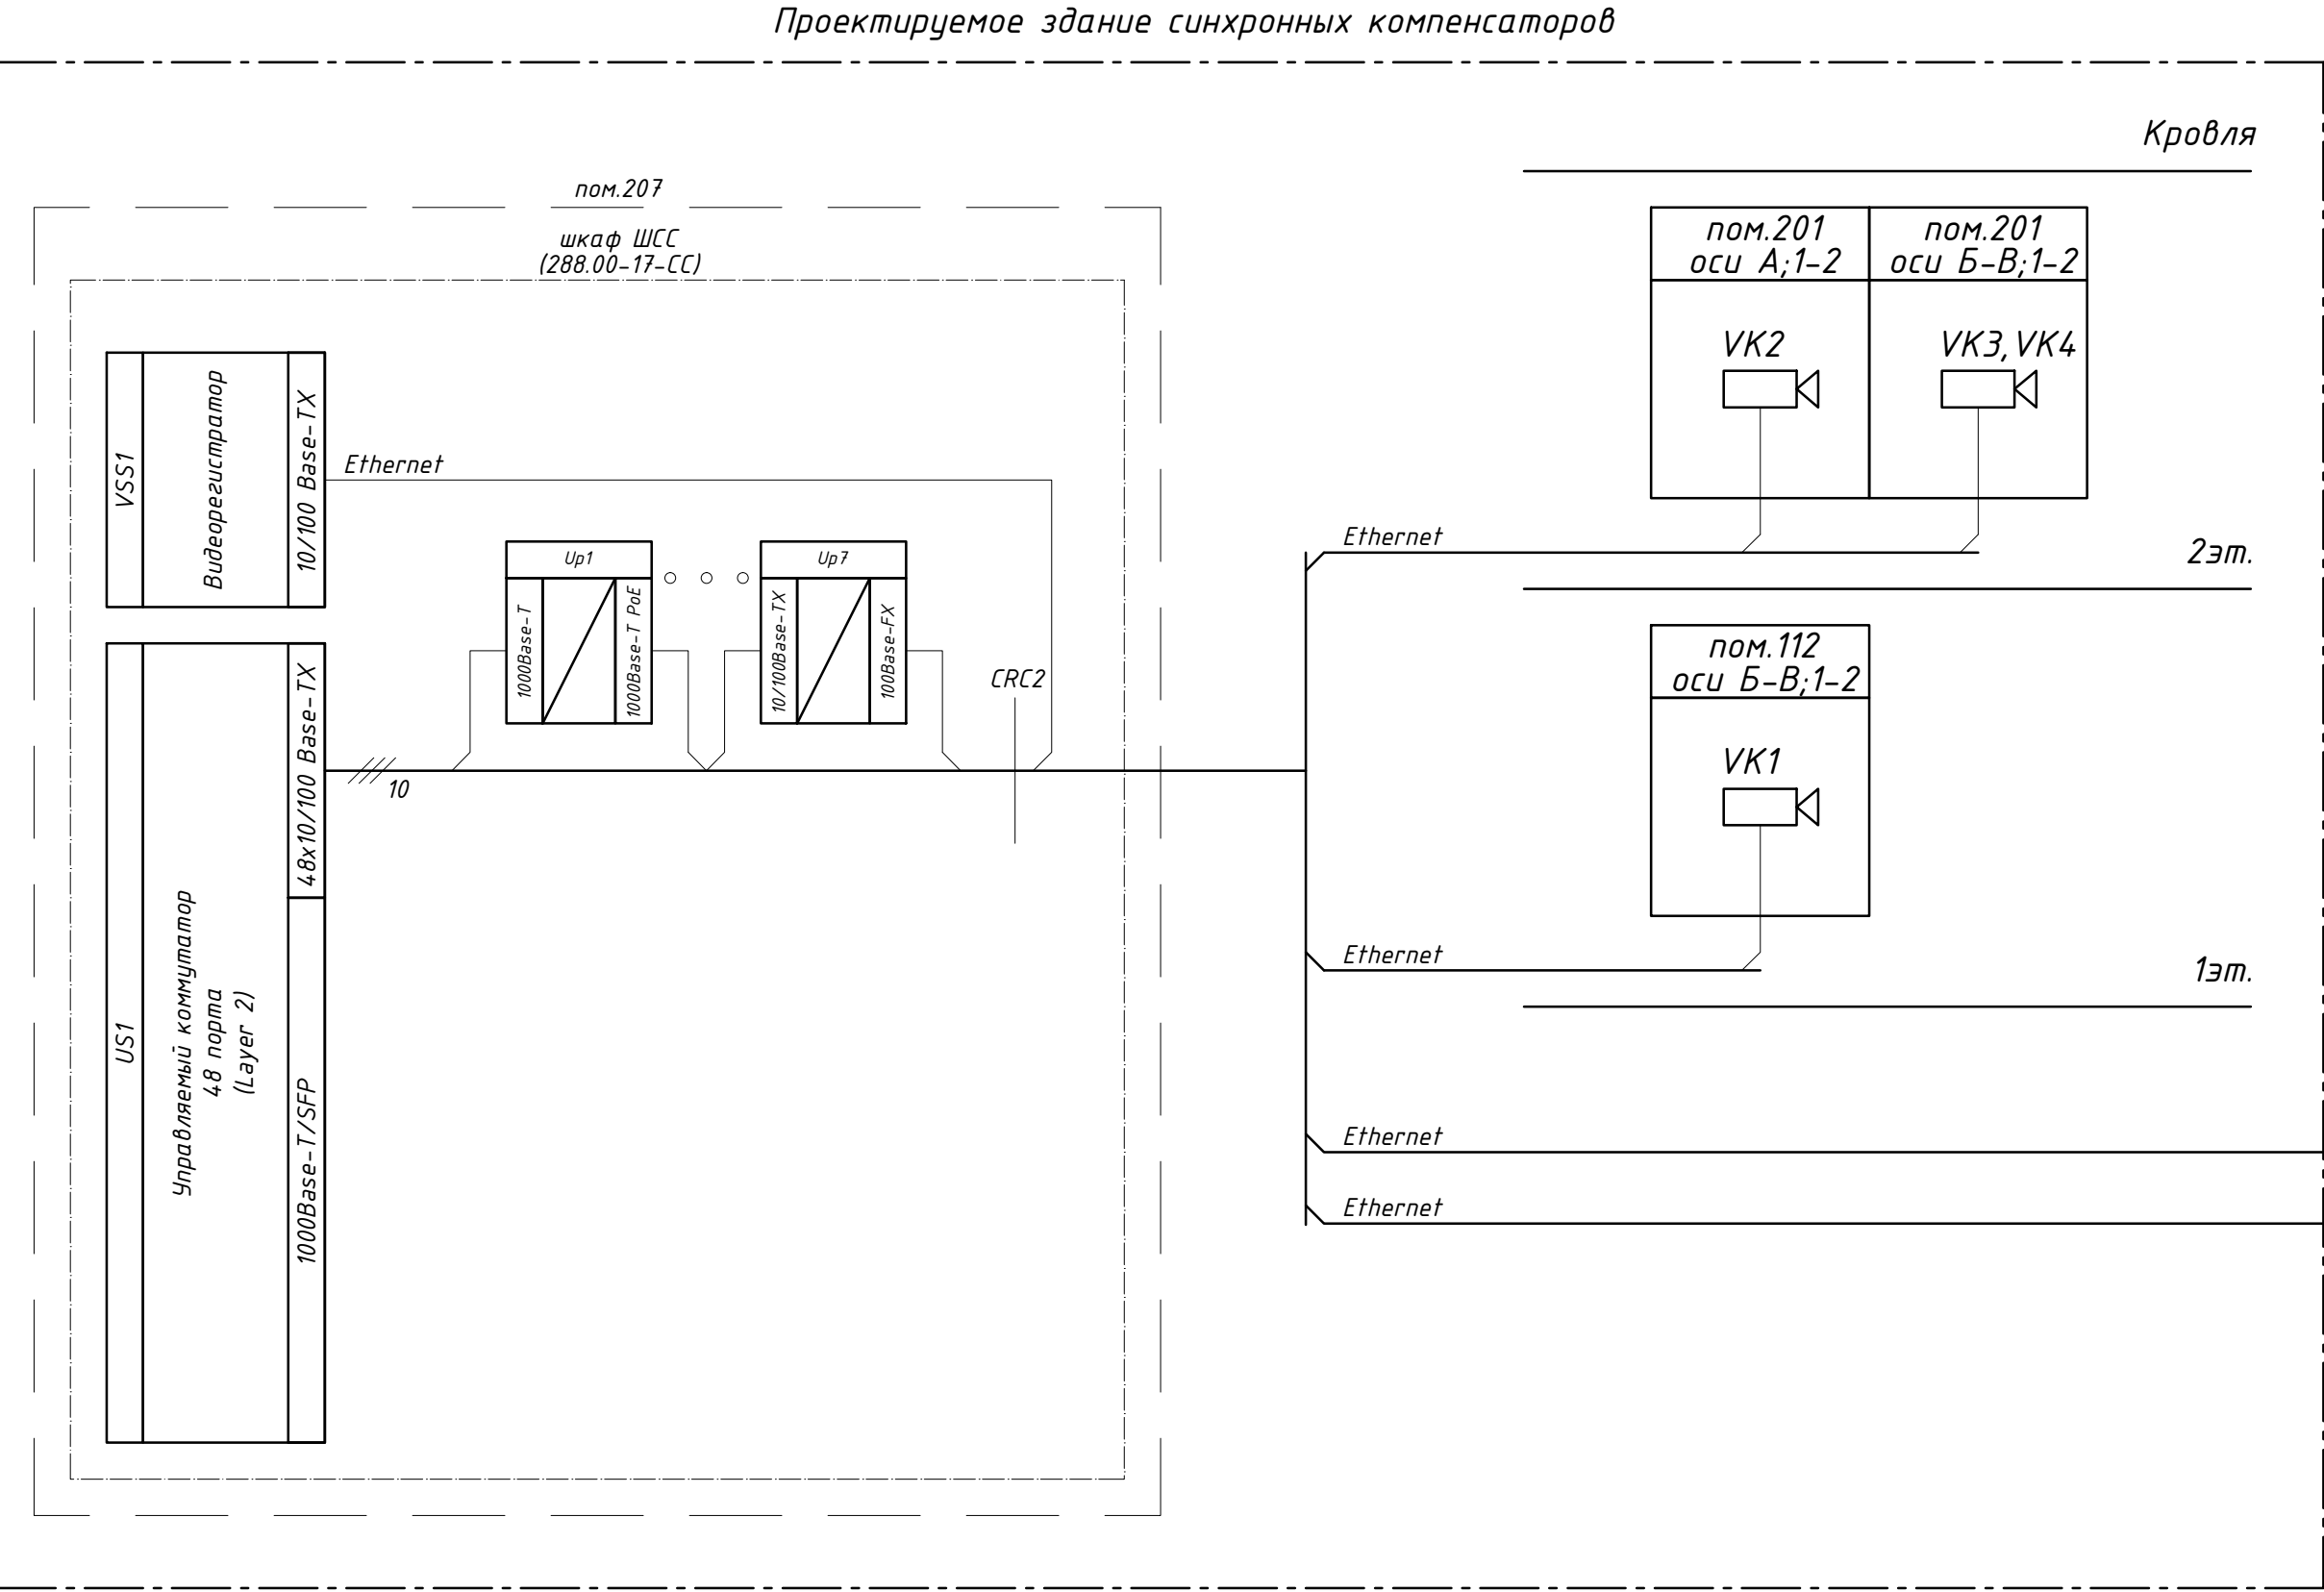 Проектируемое здание синхронных компенсаторов
Кровля
пом.207
шкаф ШСС
(288.00-17-СС)
пом.201
оси А;1-2
пом.201
оси Б-В;1-2
VK2
VK3,VK4
VSS1
Видеорегистратор
10/100 Base-TX
Ethernet
Ethernet
2эт.
Up1
1000Base-T
1000Base-T PoE
Up7
10/100Base-TX
100Base-FX
CRC2
пом.112
оси Б-В;1-2
VK1
10
US1
Управляемый коммутатор
48 порта
(Layer 2)
48x10/100 Base-TX
1000Base-T/SFP
Ethernet
1эт.
Ethernet
Ethernet